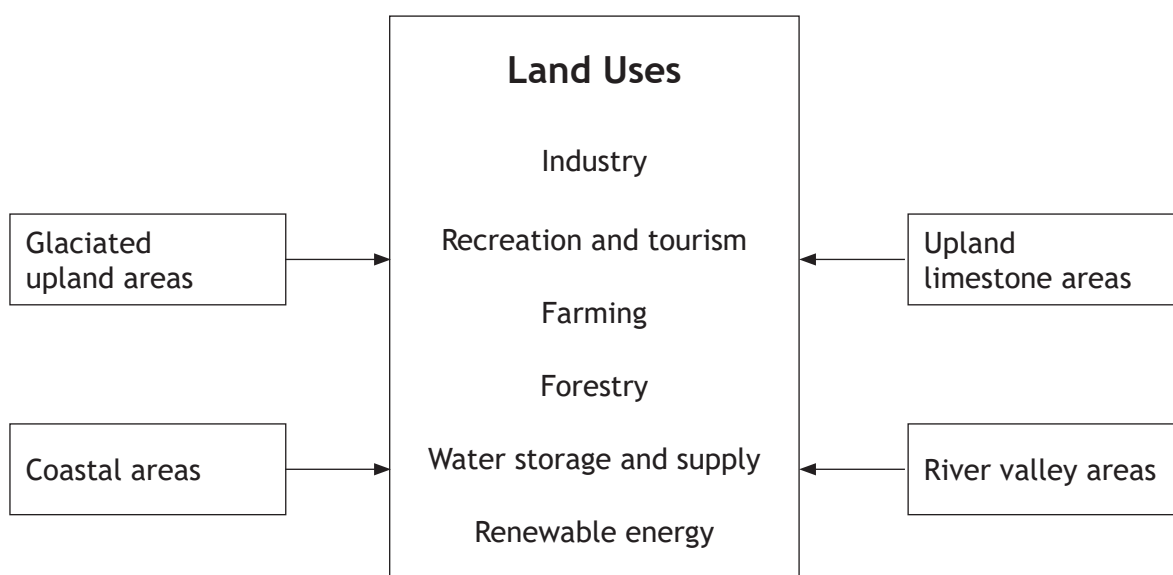 Land Uses
Industry
Recreation and tourism
Farming
Forestry
Water storage and supply
Renewable energy
Glaciated
upland areas
Coastal areas
Upland
limestone areas
River valley areas